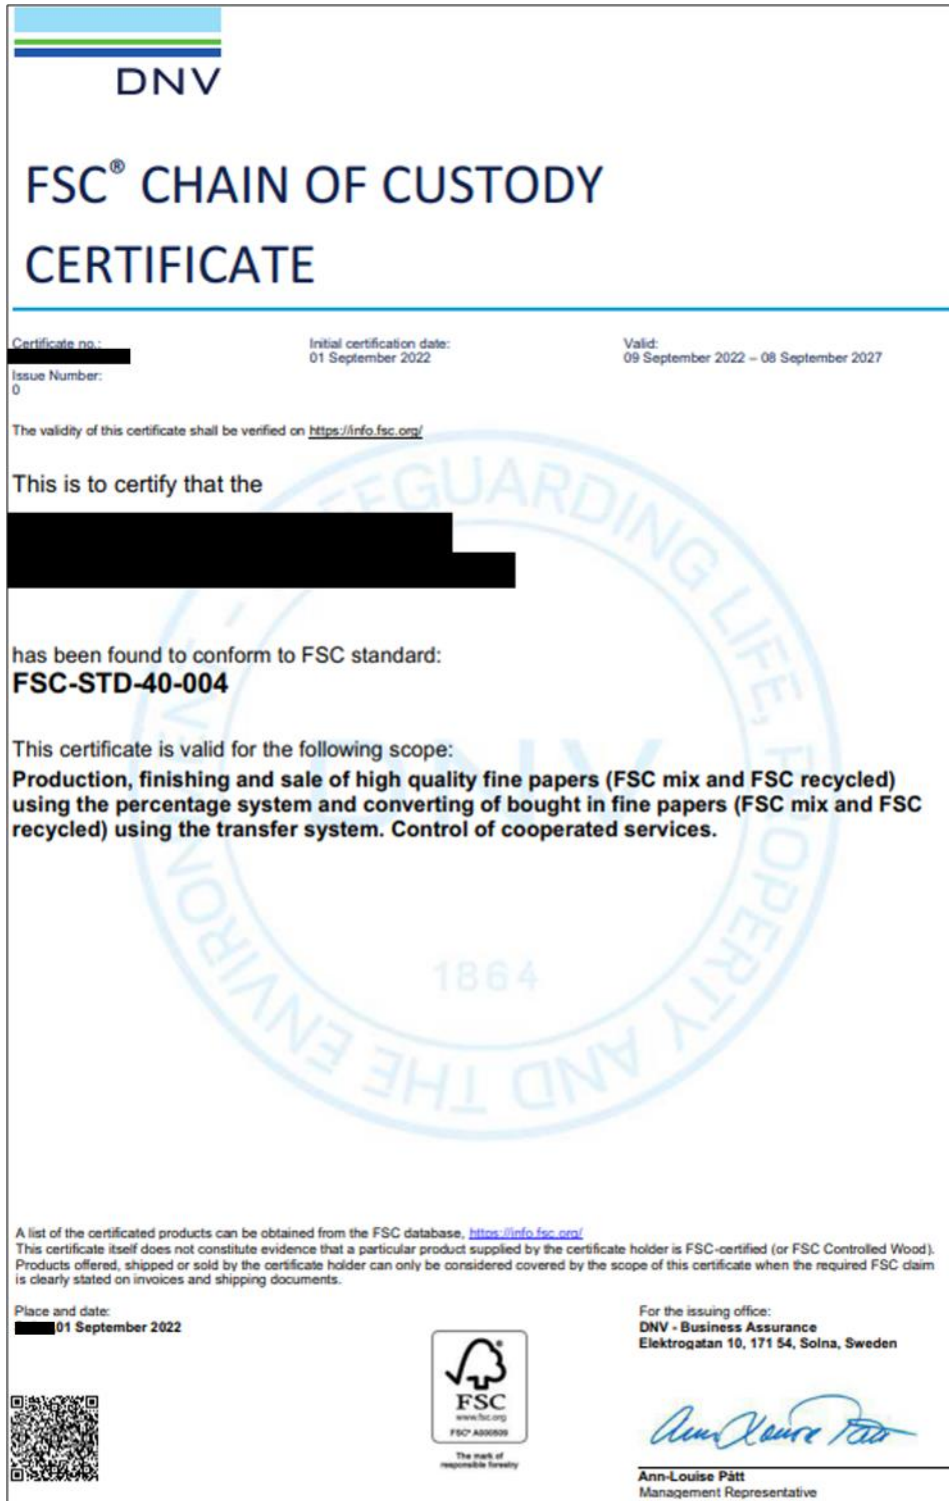 DNV
FSC® CHAIN OF CUSTODY
CERTIFICATE
Certificate no.:
Initial certification date:
01 September 2022
Valid:
09 September 2022 – 08 September 2027
Issue Number:
0
The validity of this certificate shall be verified on https://info.fsc.org/
This is to certify that the
has been found to conform to FSC standard:
FSC-STD-40-004
This certificate is valid for the following scope:
Production, finishing and sale of high quality fine papers (FSC mix and FSC recycled)
using the percentage system and converting of bought in fine papers (FSC mix and FSC
recycled) using the transfer system. Control of cooperated services.
SAFEGUARDING LIFE, PROPERTY AND THE ENVIRONMENT -
DNV
1864
A list of the certificated products can be obtained from the FSC database, https://info.fsc.org/
This certificate itself does not constitute evidence that a particular product supplied by the certificate holder is FSC-certified (or FSC Controlled Wood).
Products offered, shipped or sold by the certificate holder can only be considered covered by the scope of this certificate when the required FSC claim
is clearly stated on invoices and shipping documents.
Place and date:
01 September 2022
FSC
www.fsc.org
FSC® A000509
The mark of
responsible forestry
For the issuing office:
DNV - Business Assurance
Elektrogatan 10, 171 54, Solna, Sweden
Ann-Louise Pått
Ann-Louise Pått
Management Representative